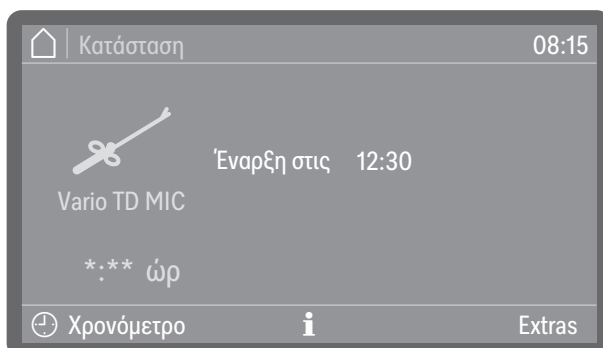 Κατάσταση 08:15
Έναρξη στις 12:30
Vario TD MIC
*:** ώρ
Χρονόμετρο i Extras